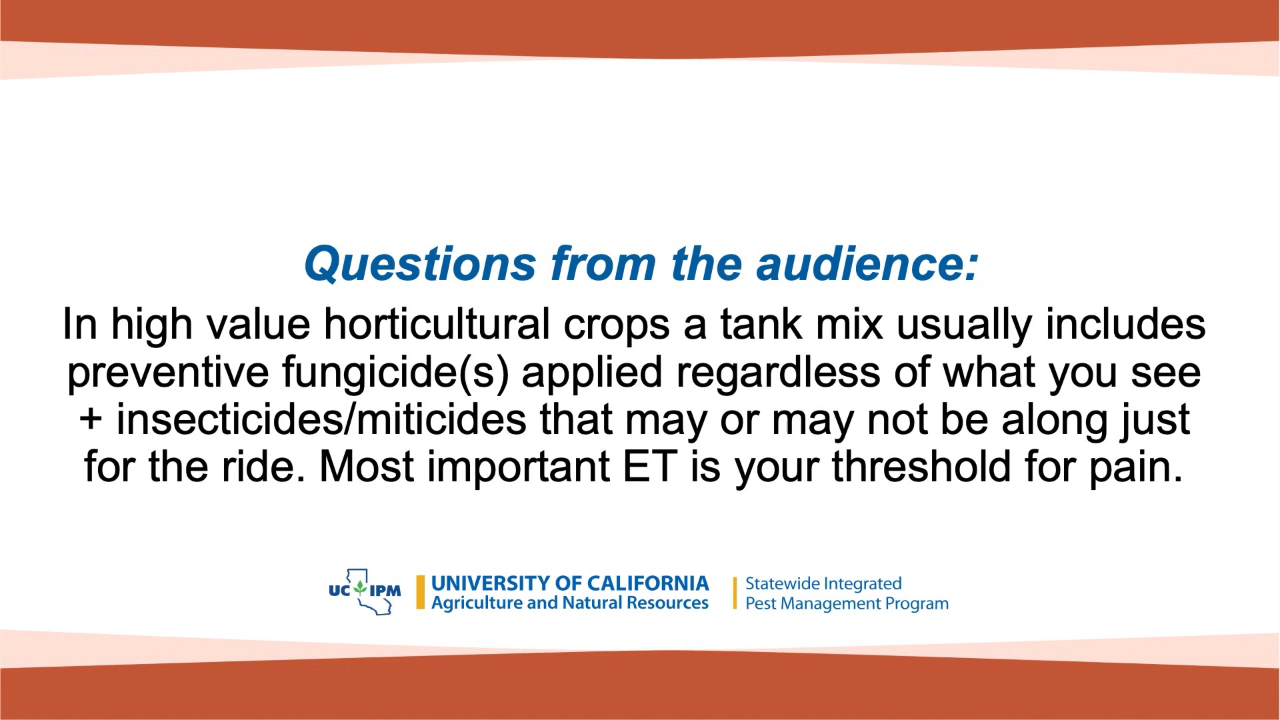 Questions from the audience:
In high value horticultural crops a tank mix usually includes
preventive fungicide(s) applied regardless of what you see
+ insecticides/miticides that may or may not be along just
for the ride. Most important ET is your threshold for pain.
UC IPM
UNIVERSITY OF CALIFORNIA
Agriculture and Natural Resources
Statewide Integrated
Pest Management Program